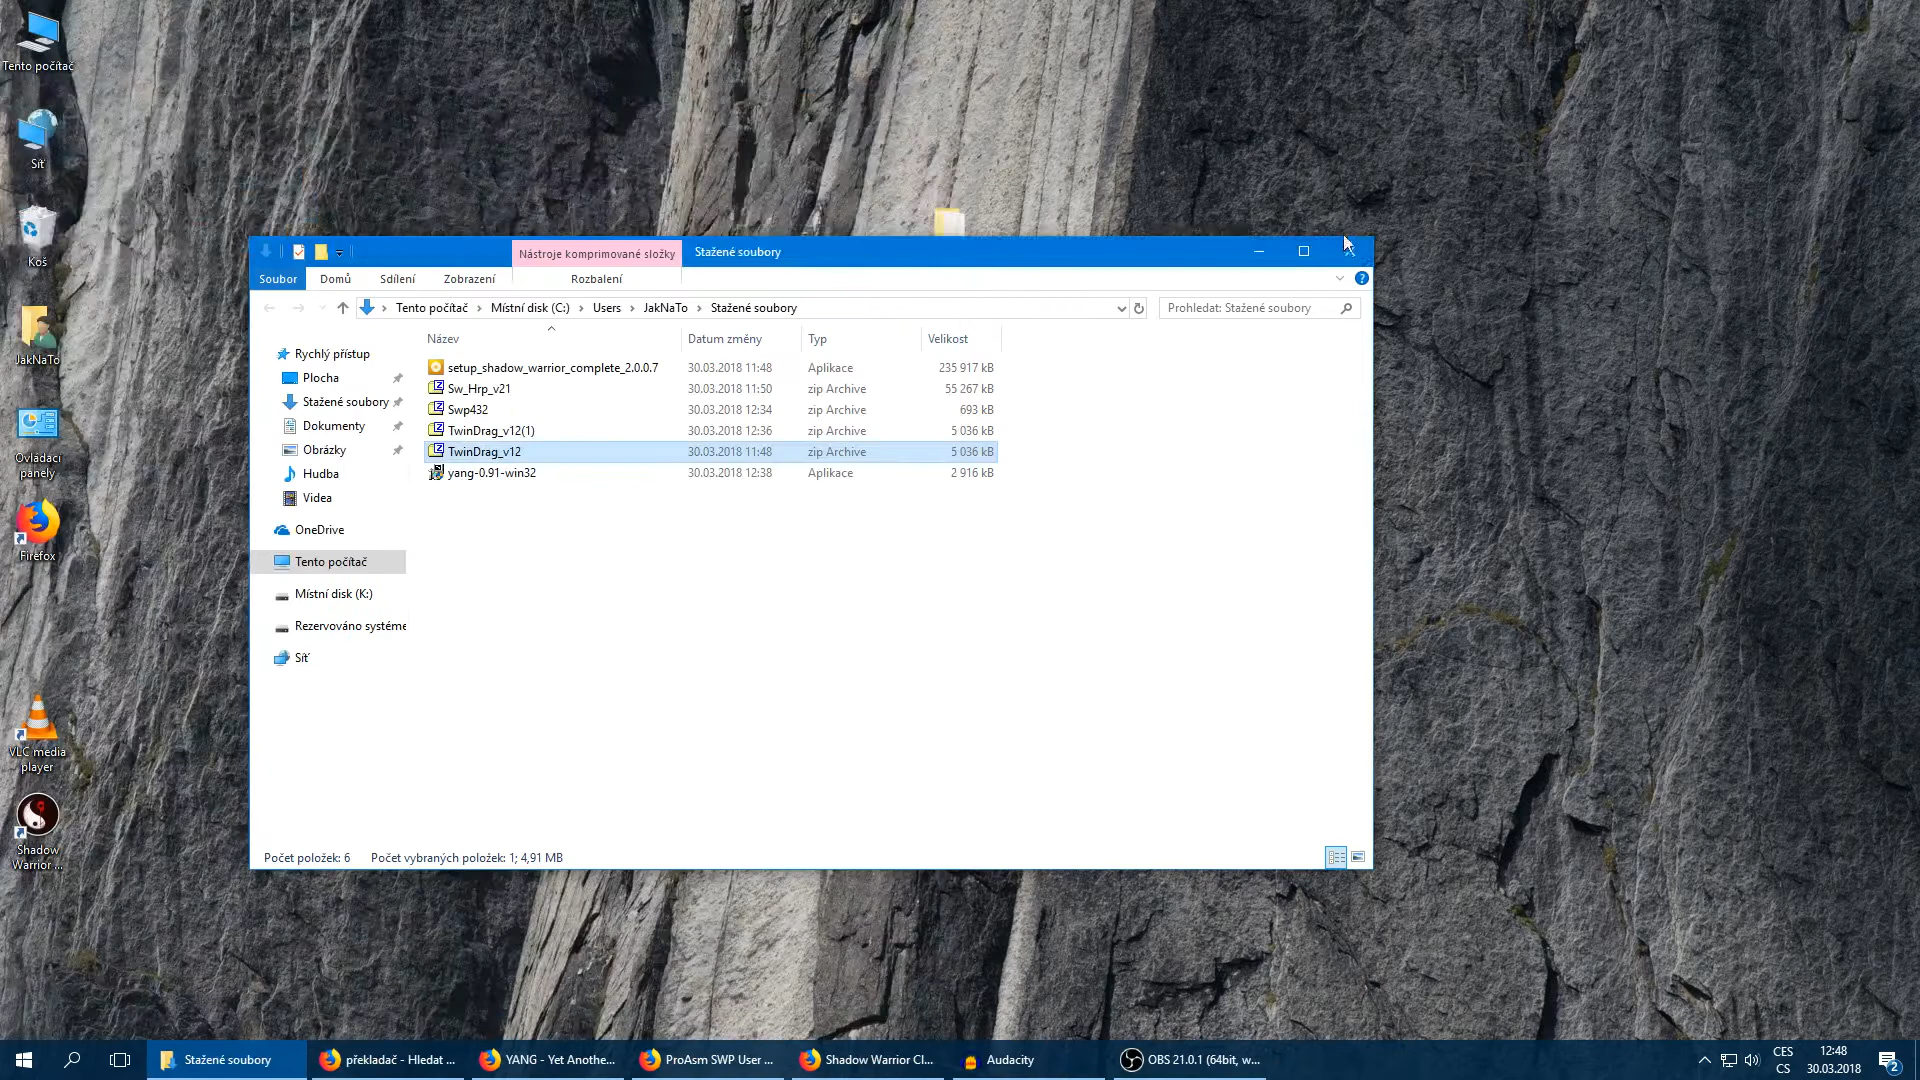 Tento počítač
Síť
Koš
JakNaTo
Ovládací
panely
Firefox
VLC media
player
Shadow
Warrior ...
Nástroje komprimované složky
Stažené soubory
Soubor
Domů
Sdílení
Zobrazení
Rozbalení
Tento počítač
Místní disk (C:)
Users
JakNaTo
Stažené soubory
Prohledat: Stažené soubory
Název
Datum změny
Typ
Velikost
Rychlý přístup
Plocha
Stažené soubory
Dokumenty
Obrázky
Hudba
Videa
OneDrive
Tento počítač
Místní disk (K:)
Rezervováno systéme
Síť
setup_shadow_warrior_complete_2.0.0.7 30.03.2018 11:48 Aplikace 235 917 kB
Sw_Hrp_v21 30.03.2018 11:50 zip Archive 55 267 kB
Swp432 30.03.2018 12:34 zip Archive 693 kB
TwinDrag_v12(1) 30.03.2018 12:36 zip Archive 5 036 kB
TwinDrag_v12 30.03.2018 11:48 zip Archive 5 036 kB
yang-0.91-win32 30.03.2018 12:38 Aplikace 2 916 kB
Počet položek: 6 Počet vybraných položek: 1; 4,91 MB
Stažené soubory
překladač - Hledat ...
YANG - Yet Anothe...
ProAsm SWP User ...
Shadow Warrior Cl...
Audacity
OBS 21.0.1 (64bit, w...
CES
CS
12:48
30.03.2018
2